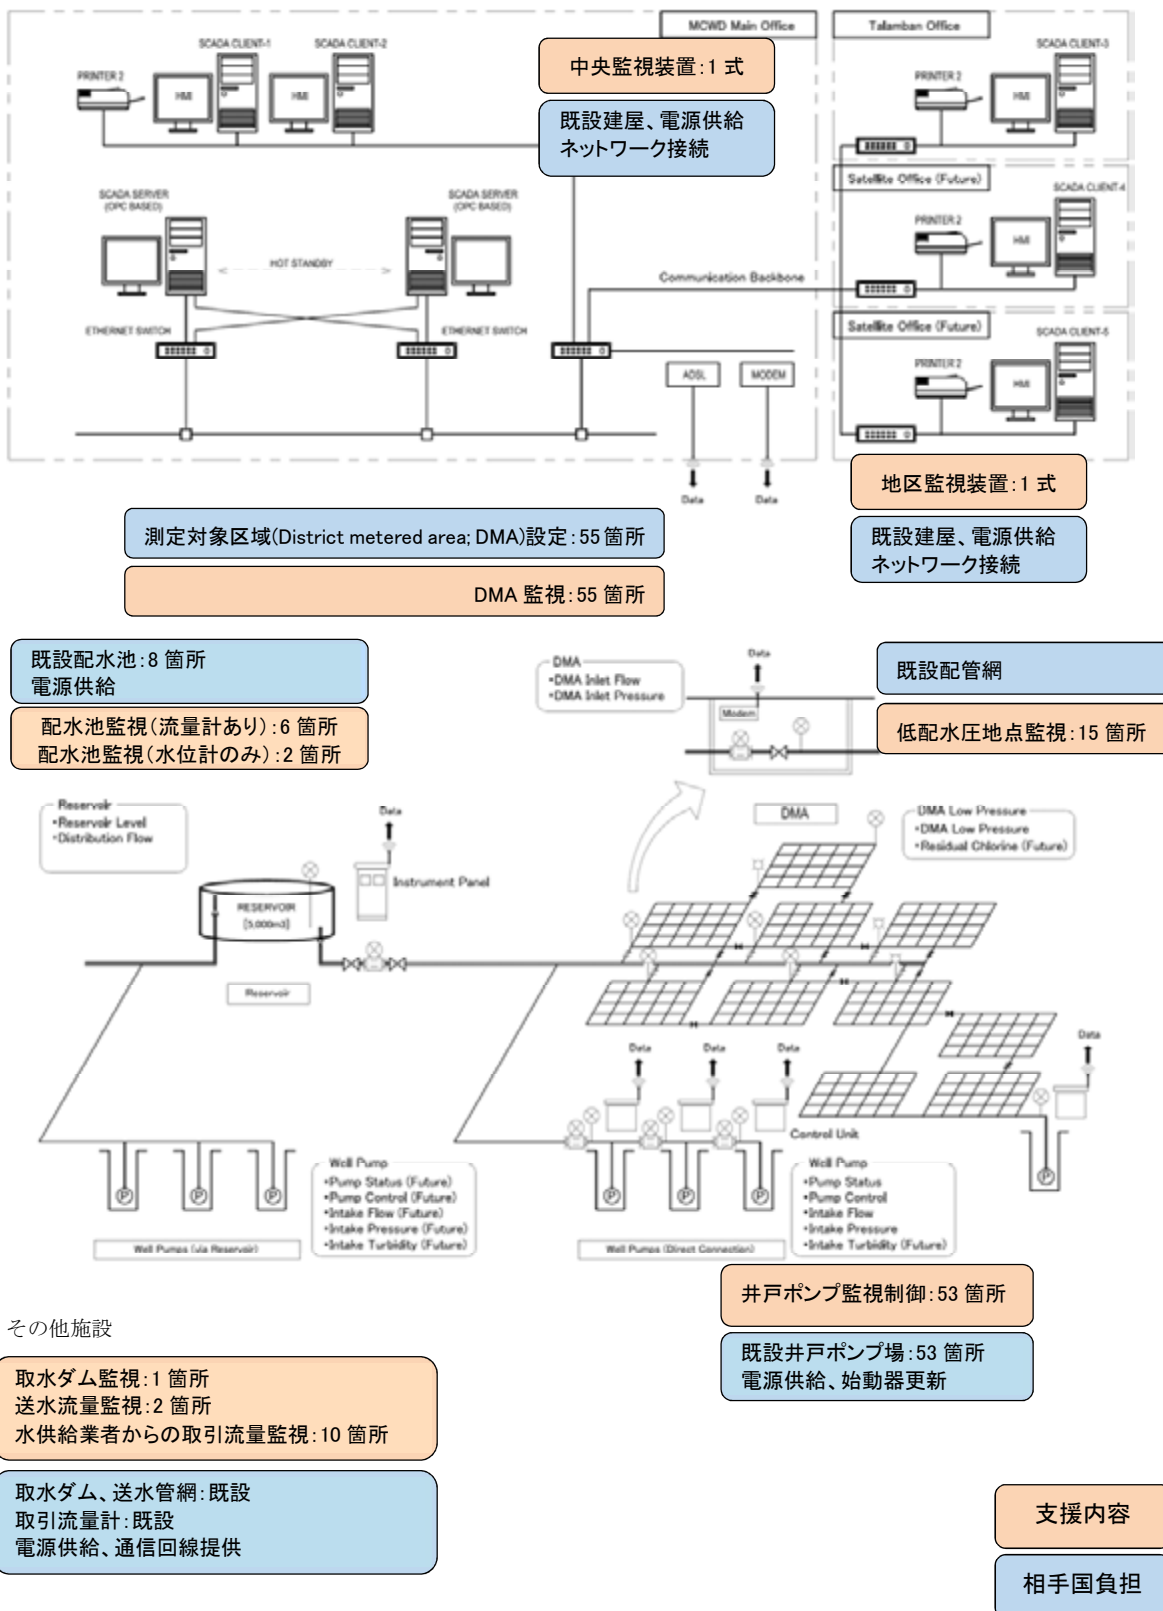 MCWD Main Office
Talamban Office
SCADA CLIENT-1
SCADA CLIENT-2
SCADA CLIENT-3
PRINTER 2
HMI
HMI
中央監視装置:1 式
PRINTER 2
HMI
既設建屋、電源供給
ネットワーク接続
Satellite Office (Future)
SCADA CLIENT-4
SCADA SERVER
(OPC BASED)
SCADA SERVER
(OPC BASED)
PRINTER 2
HMI
HOT STANDBY
Communication Backbone
ETHERNET SWITCH
ETHERNET SWITCH
Satellite Office (Future)
SCADA CLIENT-5
PRINTER 2
HMI
ADSL
MODEM
Data
Data
地区監視装置:1 式
既設建屋、電源供給
ネットワーク接続
測定対象区域(District metered area; DMA)設定:55 箇所
DMA 監視:55 箇所
既設配水池:8 箇所
電源供給
配水池監視(流量計あり):6 箇所
配水池監視(水位計のみ):2 箇所
DMA
・DMA Inlet Flow
・DMA Inlet Pressure
Data
Modem
既設配管網
低配水圧地点監視:15 箇所
Reservoir
・Reservoir Level
・Distribution Flow
Data
Instrument Panel
DMA
DMA Low Pressure
・DMA Low Pressure
・Residual Chlorine (Future)
RESERVOIR
[5,000m3]
Reservoir
Data
Data
Data
Data
Control Unit
P
P
P
P
P
P
P
Well Pump
・Pump Status (Future)
・Pump Control (Future)
・Intake Flow (Future)
・Intake Pressure (Future)
・Intake Turbidity (Future)
Well Pump
・Pump Status
・Pump Control
・Intake Flow
・Intake Pressure
・Intake Turbidity (Future)
Well Pumps (via Reservoir)
Well Pumps (Direct Connection)
井戸ポンプ監視制御:53 箇所
既設井戸ポンプ場:53 箇所
電源供給、始動器更新
その他施設
取水ダム監視:1 箇所
送水流量監視:2 箇所
水供給業者からの取引流量監視:10 箇所
取水ダム、送水管網:既設
取引流量計:既設
電源供給、通信回線提供
支援内容
相手国負担